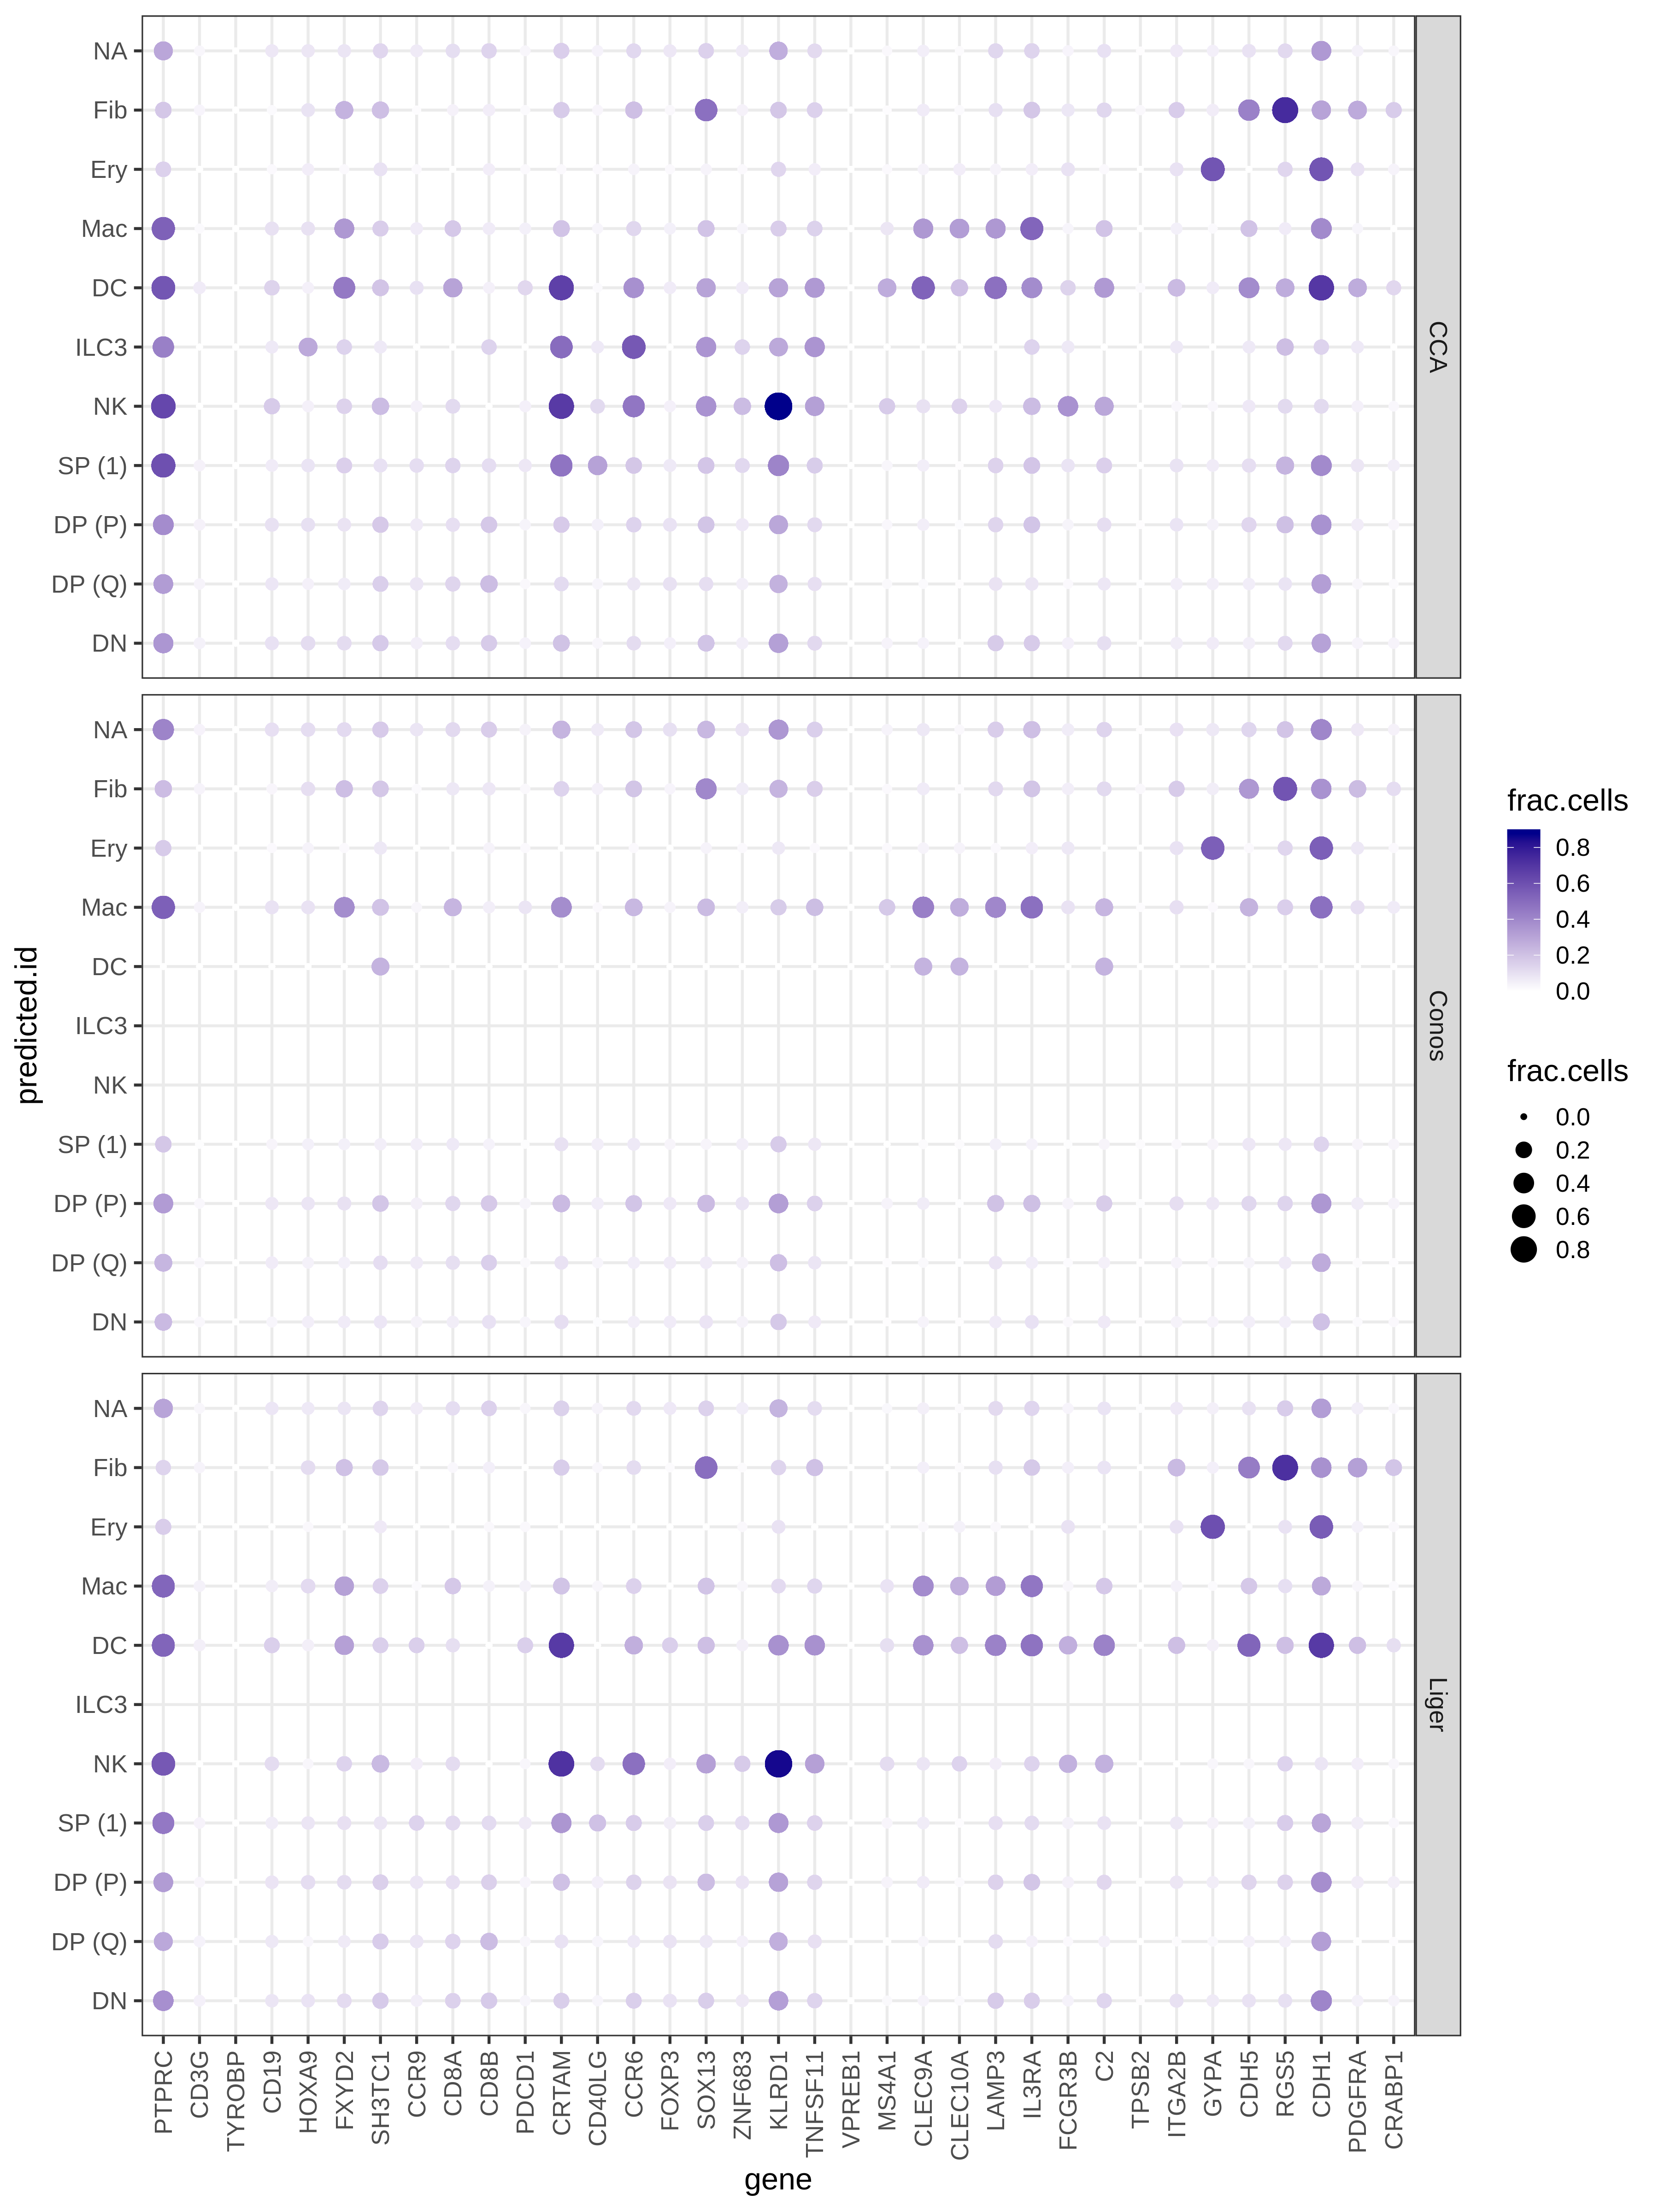 NA
Fib
Ery
Mac
DC
ILC3
NK
SP (1)
DP (P)
DP (Q)
DN
CCA
NA
Fib
Ery
Mac
DC
ILC3
NK
SP (1)
DP (P)
DP (Q)
DN
Conos
NA
Fib
Ery
Mac
DC
ILC3
NK
SP (1)
DP (P)
DP (Q)
DN
Liger
predicted.id
PTPRC
CD3G
TYROBP
CD19
HOXA9
FXYD2
SH3TC1
CCR9
CD8A
CD8B
PDCD1
CRTAM
CD40LG
CCR6
FOXP3
SOX13
ZNF683
KLRD1
TNFSF11
VPREB1
MS4A1
CLEC9A
CLEC10A
LAMP3
IL3RA
FCGR3B
C2
TPSB2
ITGA2B
GYPA
CDH5
RGS5
CDH1
PDGFRA
CRABP1
gene
frac.cells
0.8
0.6
0.4
0.2
0.0
frac.cells
0.0
0.2
0.4
0.6
0.8